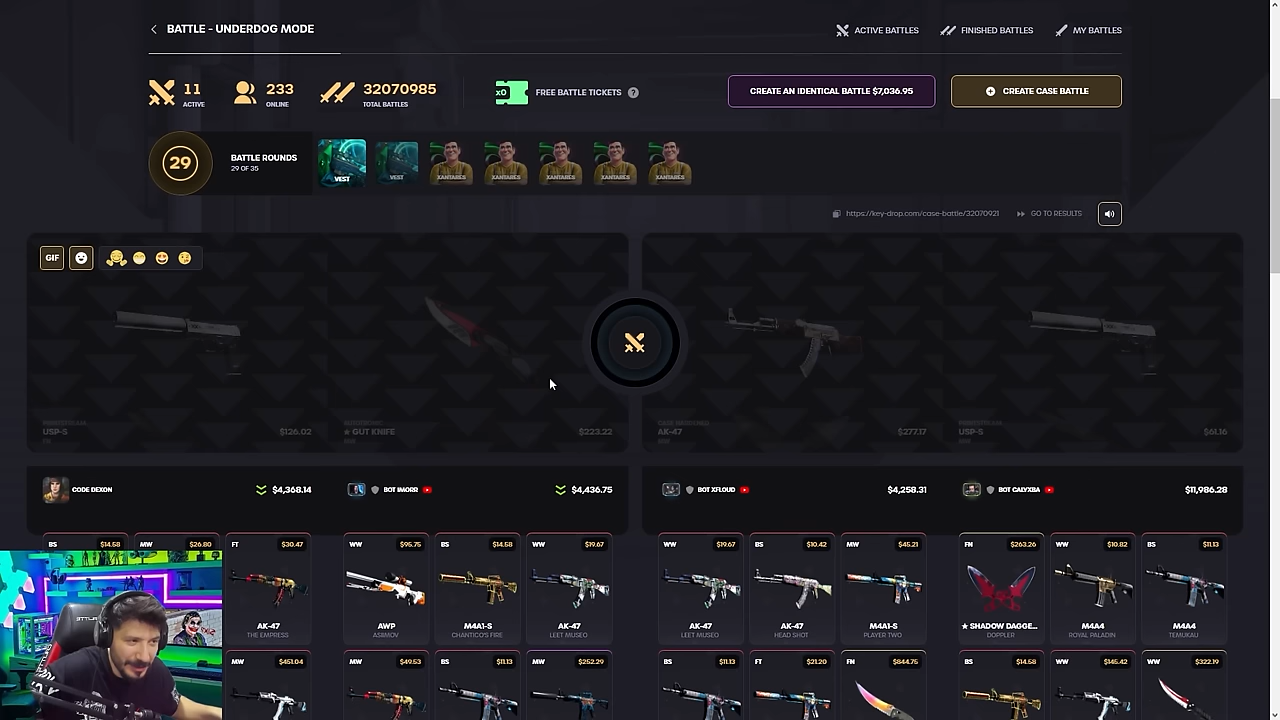 BATTLE - UNDERDOG MODE
ACTIVE BATTLES
FINISHED BATTLES
MY BATTLES
11
ACTIVE
233
ONLINE
32070985
TOTAL BATTLES
x0
FREE BATTLE TICKETS ?
CREATE AN IDENTICAL BATTLE $7,036.95
CREATE CASE BATTLE
29
BATTLE ROUNDS
29 OF 35
VEST
VEST
XANTARES
XANTARES
XANTARES
XANTARES
XANTARES
https://key-drop.com/case-battle/32070921
GO TO RESULTS
GIF
USP-S $126.02
★ GUT KNIFE $223.22
AK-47 $277.17
USP-S $61.16
CODE DEXON $4,368.14
BOT IMORR $4,436.75
BOT XFLOUD $4,258.31
BOT CALYXBA $11,986.28
BS $14.58
MW $26.80
FT $30.47
WW $95.75
BS $14.58
WW $19.67
WW $19.67
BS $10.42
MW $45.21
FN $263.26
WW $10.82
BS $11.13
AK-47
THE EMPRESS
AWP
ASIIMOV
M4A1-S
CHANTICO'S FIRE
AK-47
LEET MUSEO
AK-47
LEET MUSEO
AK-47
HEAD SHOT
M4A1-S
PLAYER TWO
★ SHADOW DAGGE...
DOPPLER
M4A4
ROYAL PALADIN
M4A4
TEMUKAU
MW $451.04
MW $49.53
BS $11.13
MW $252.29
BS $11.13
FT $21.20
FN $844.75
BS $14.58
WW $145.42
WW $322.19